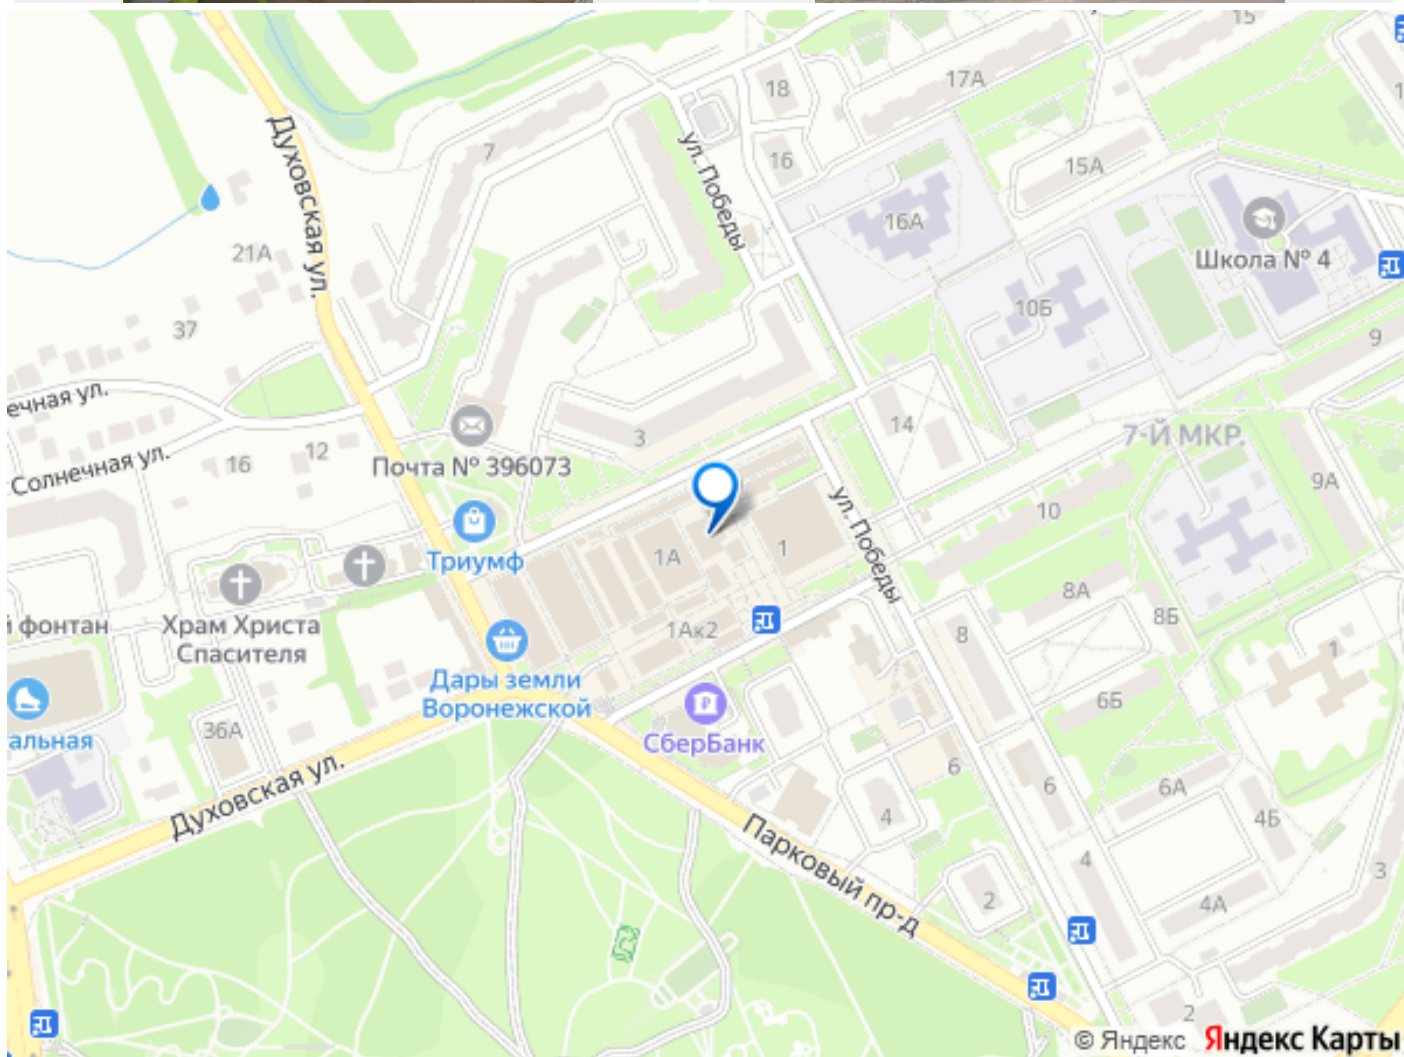 15
17А
18
Духовская ул.
7
ул. Победы
16
15А
16А
21А
Школа № 4
10Б
37
9
ечная ул.
14
3
7-Й МКР.
12
16
Солнечная ул.
Почта № 396073
9А
ул. Победы
10
Триумф
1А
1
8А
8Б
й фонтан
Храм Христа
Спасителя
1Ак2
8
1
Дары земли
Воронежской
6Б
36А
альная
СберБанк
6
6
6А
Духовская ул.
4
4Б
Парковый пр-д
4
3
2
4А
2
© Яндекс Яндекс Карты